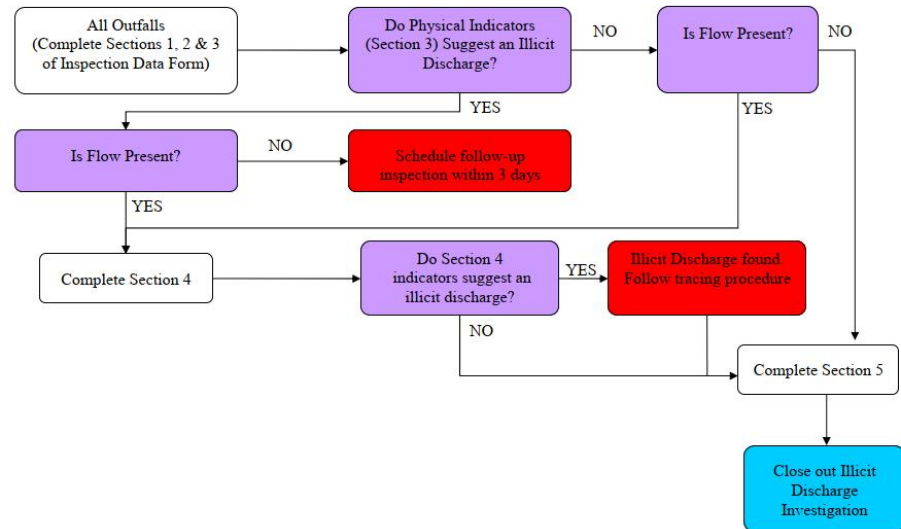 All Outfalls
(Complete Sections 1, 2 & 3
of Inspection Data Form)
Do Physical Indicators
(Section 3) Suggest an Illicit
Discharge?
NO
Is Flow Present?
NO
YES
YES
Is Flow Present?
NO
Schedule follow-up
inspection within 3 days
YES
Complete Section 4
Do Section 4
indicators suggest an
illicit discharge?
YES
Illicit Discharge found.
Follow tracing procedure
NO
Complete Section 5
Close out Illicit
Discharge
Investigation